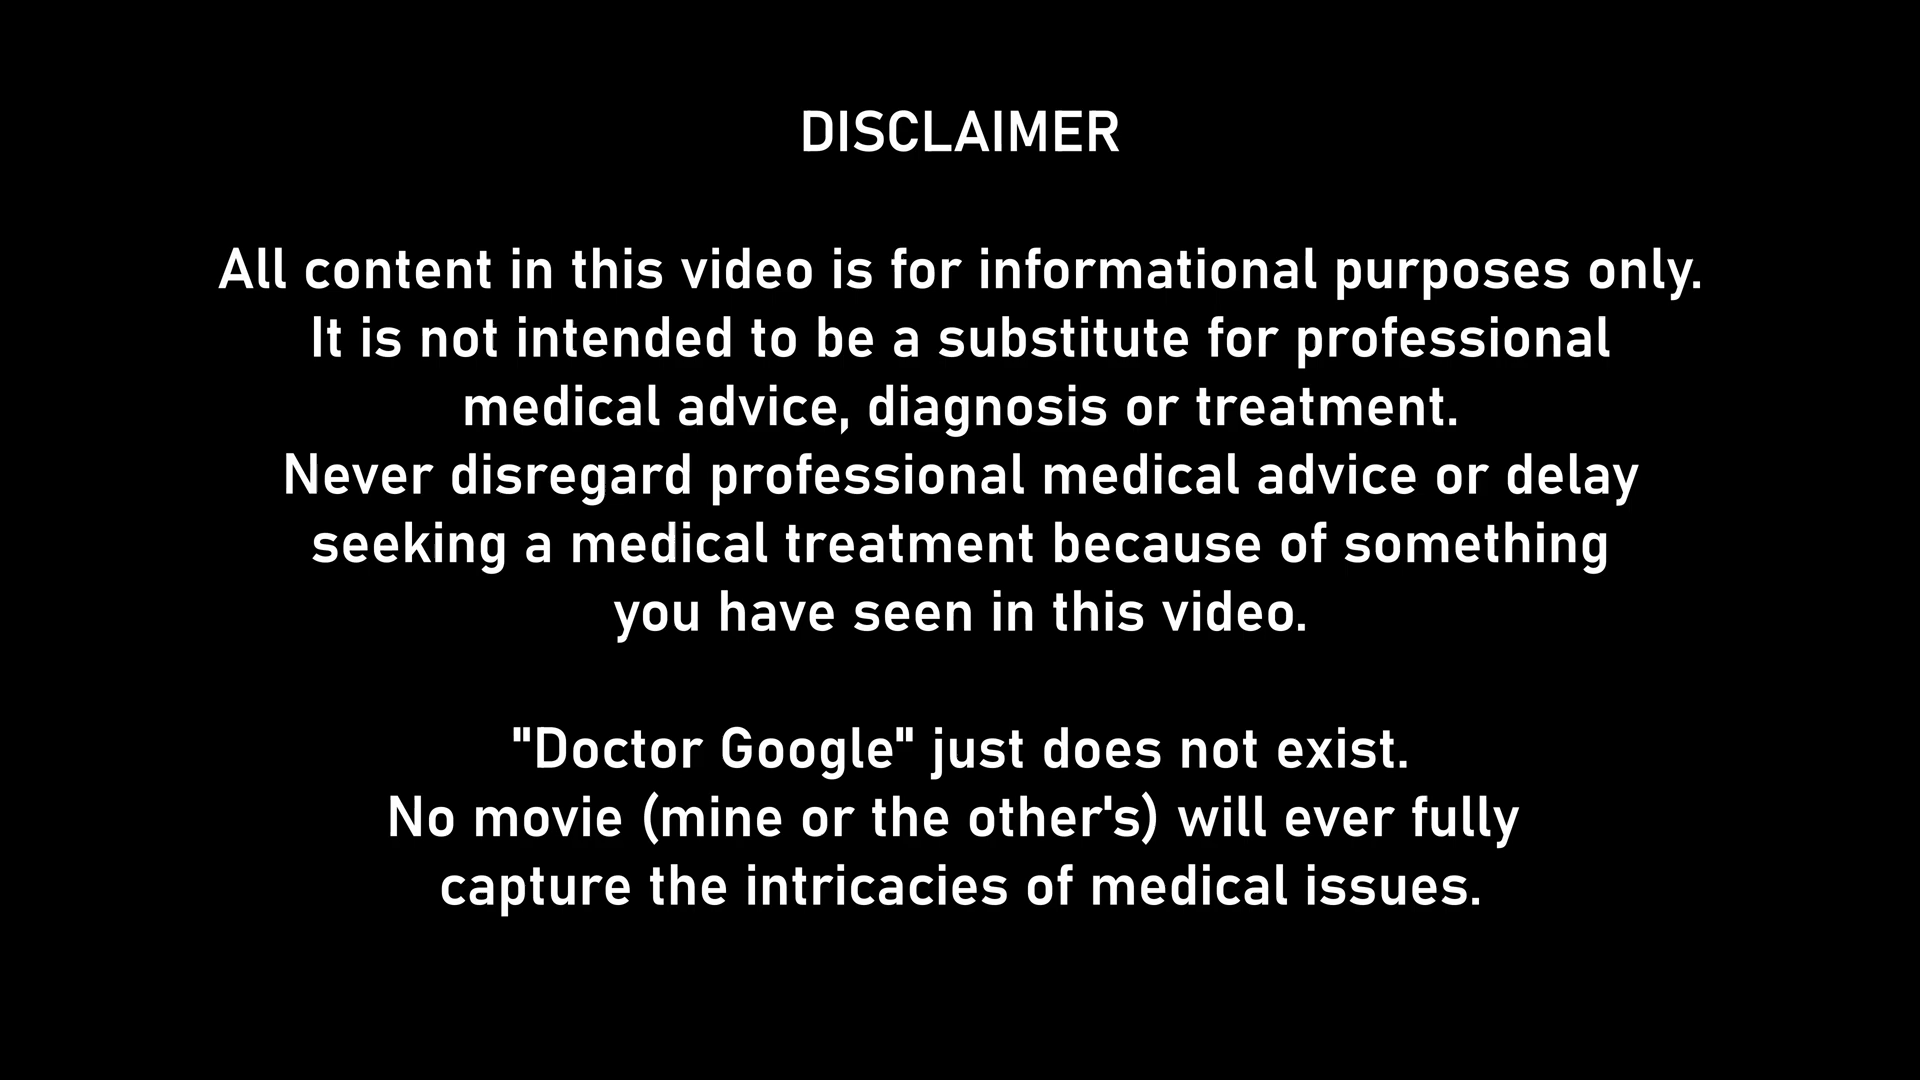 DISCLAIMER
All content in this video is for informational purposes only.
It is not intended to be a substitute for professional
medical advice, diagnosis or treatment.
Never disregard professional medical advice or delay
seeking a medical treatment because of something
you have seen in this video.
"Doctor Google" just does not exist.
No movie (mine or the other's) will ever fully
capture the intricacies of medical issues.